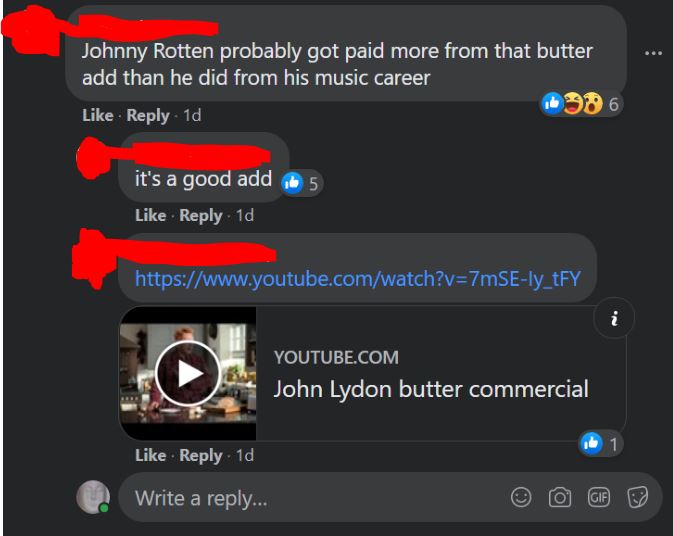 Johnny Rotten probably got paid more from that butter
add than he did from his music career
6
Like · Reply · 1d
it's a good add
5
Like · Reply · 1d
https://www.youtube.com/watch?v=7mSE-ly_tFY
i
YOUTUBE.COM
John Lydon butter commercial
1
Like · Reply · 1d
Write a reply...
GIF